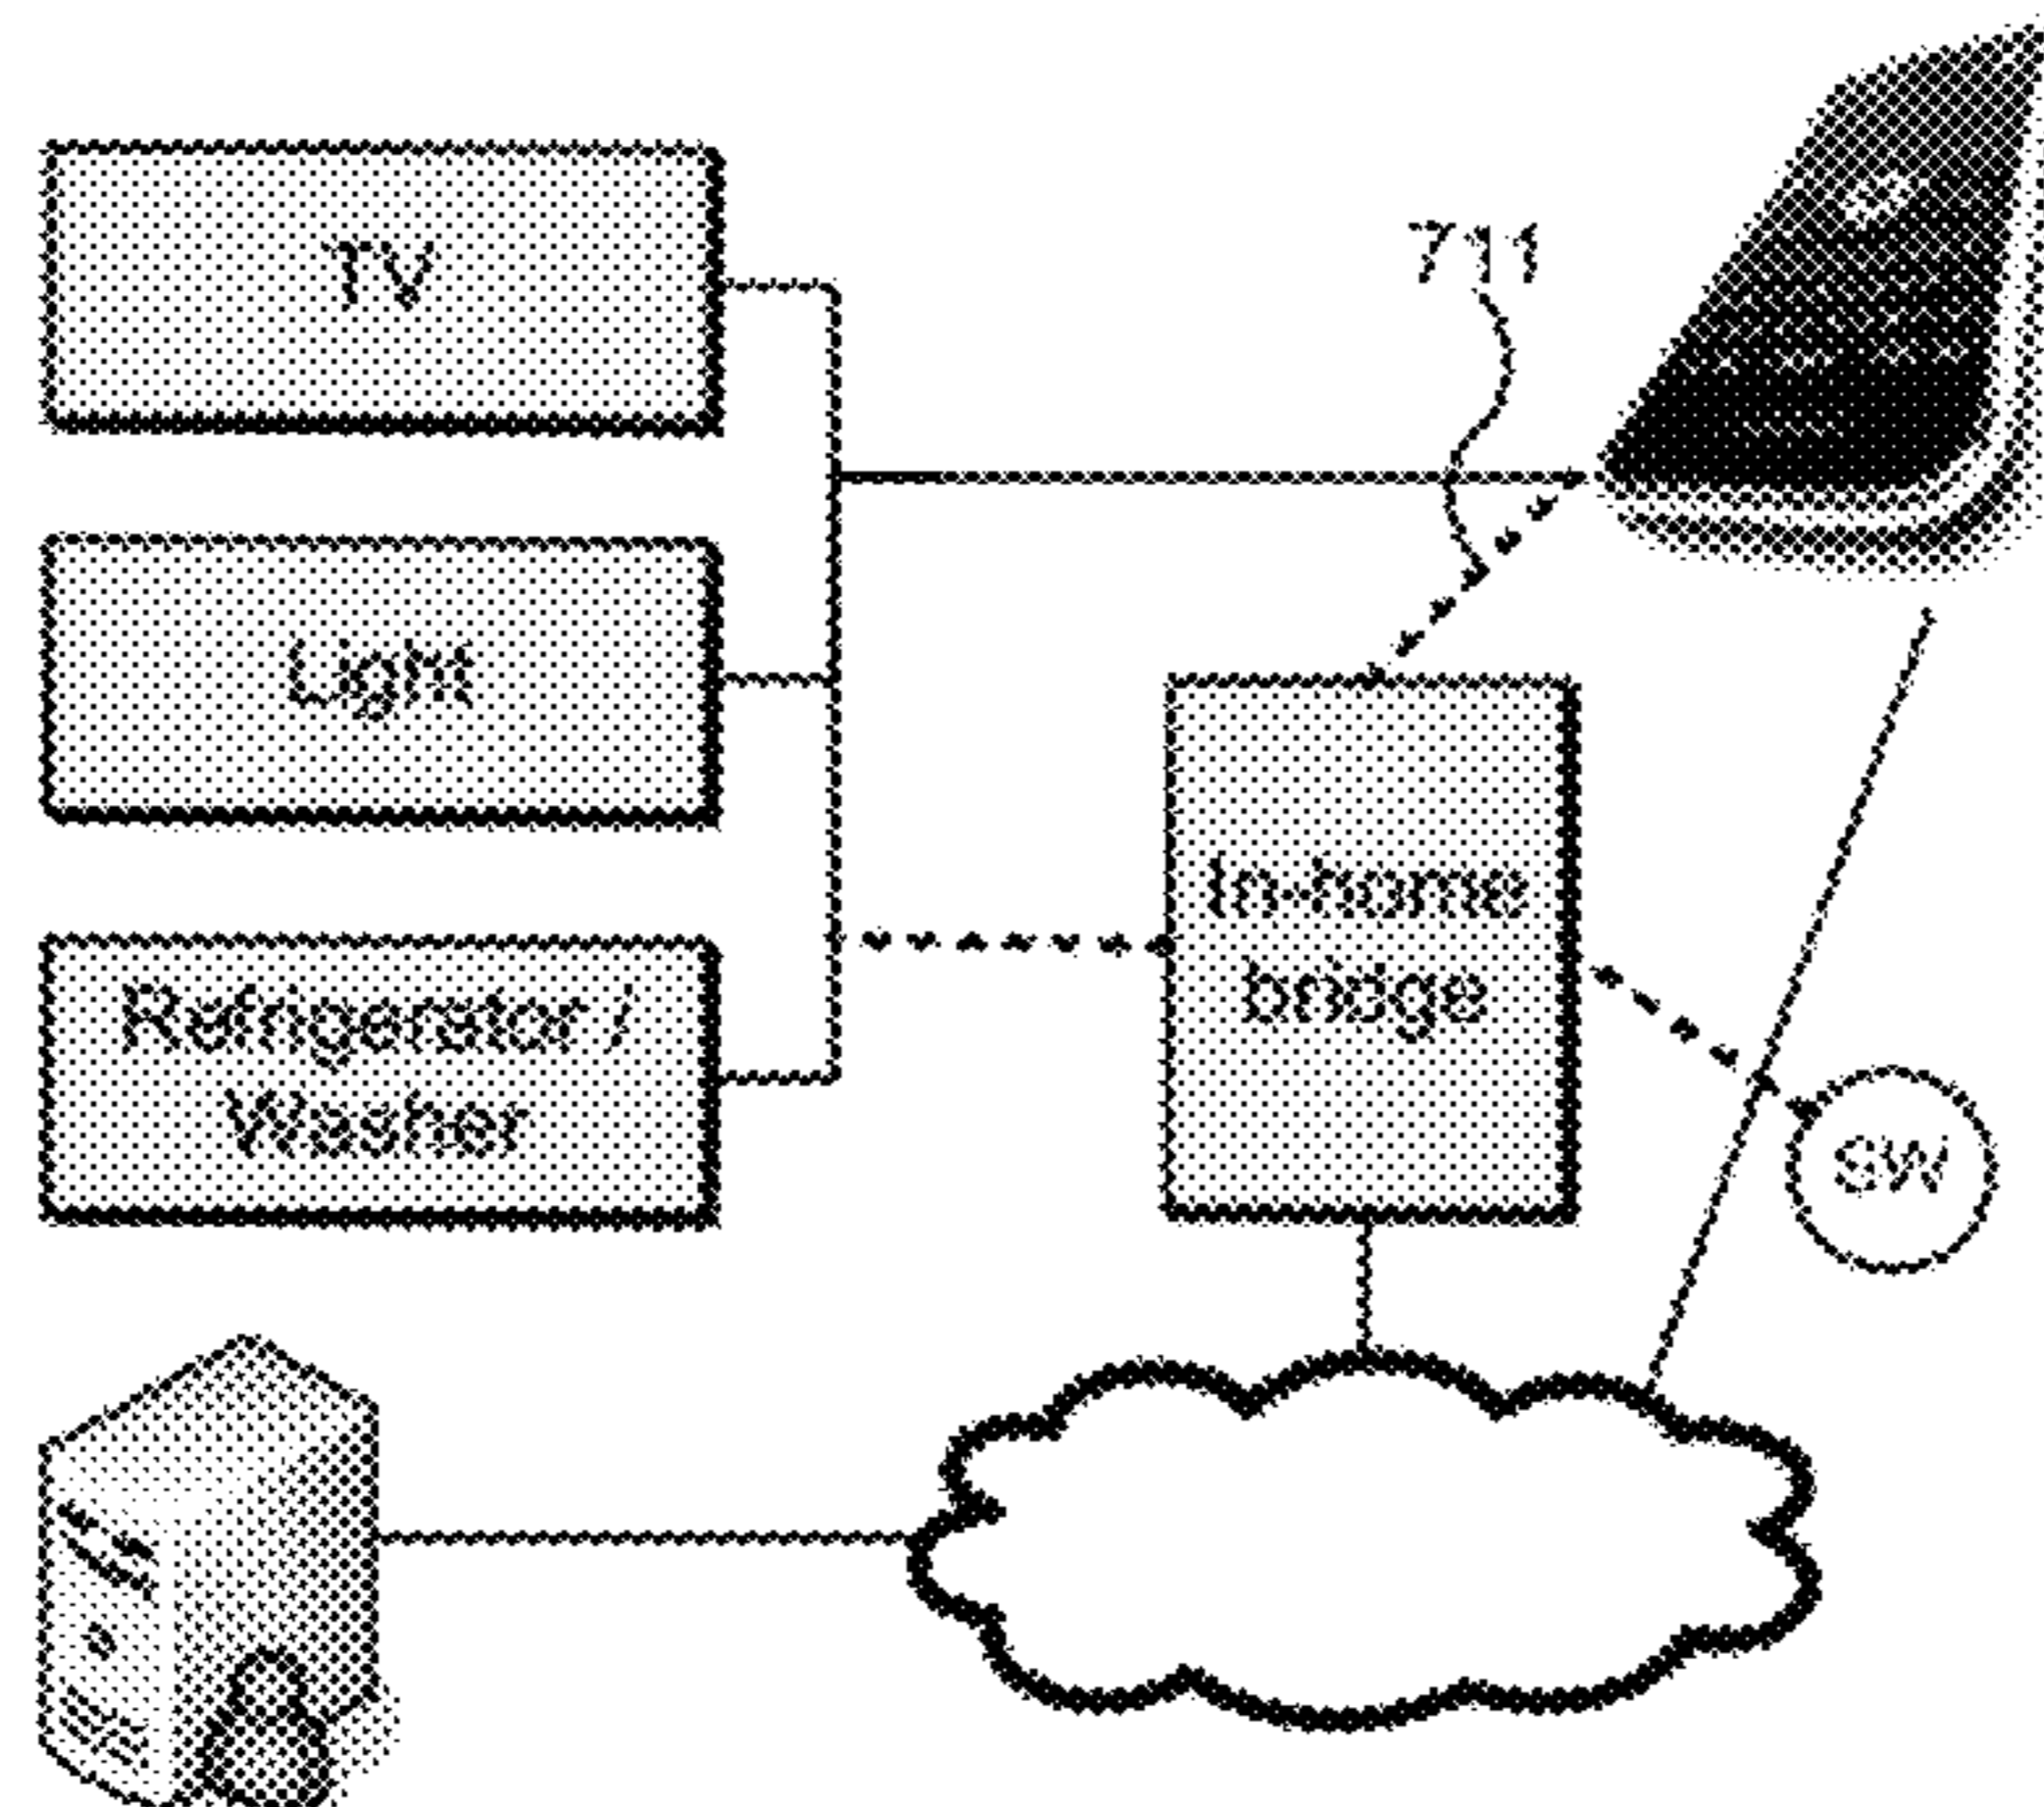 TV
711
Light
In-home
bridge
Refrigerator /
Washer
SW